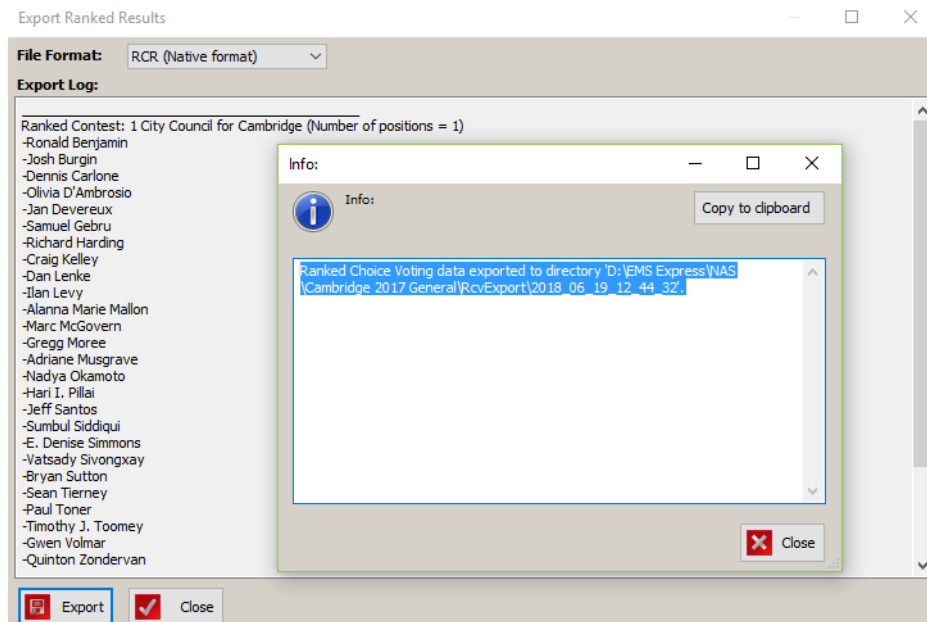 Export Ranked Results
File Format: RCR (Native format)
Export Log:
Ranked Contest: 1 City Council for Cambridge (Number of positions = 1)
-Ronald Benjamin
-Josh Burgin
-Dennis Carlone
-Olivia D'Ambrosio
-Jan Devereux
-Samuel Gebru
-Richard Harding
-Craig Kelley
-Dan Lenke
-Ilan Levy
-Alanna Marie Mallon
-Marc McGovern
-Gregg Moree
-Adriane Musgrave
-Nadya Okamoto
-Hari I. Pillai
-Jeff Santos
-Sumbul Siddiqui
-E. Denise Simmons
-Vatsady Sivongxay
-Bryan Sutton
-Sean Tierney
-Paul Toner
-Timothy J. Toomey
-Gwen Volmar
-Quinton Zondervan
Info:
Info:
Copy to clipboard
Ranked Choice Voting data exported to directory 'D:\EMS Express\NAS
\Cambridge 2017 General\RcvExport\2018_06_19_12_44_32'.
Close
Export Close